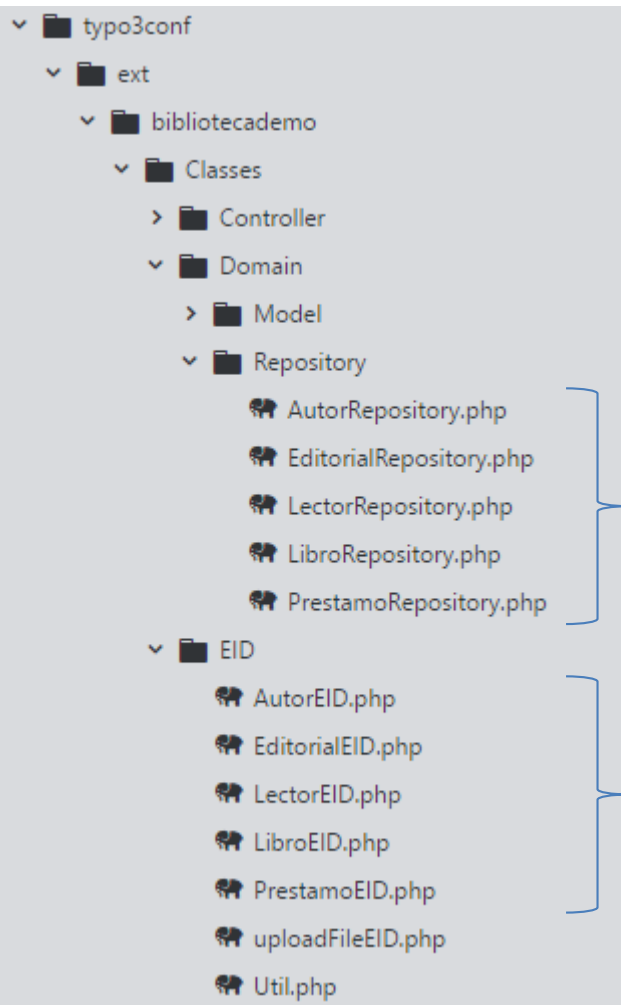 typo3conf
ext
bibliotecademo
Classes
Controller
Domain
Model
Repository
AutorRepository.php
EditorialRepository.php
LectorRepository.php
LibroRepository.php
PrestamoRepository.php
EID
AutorEID.php
EditorialEID.php
LectorEID.php
LibroEID.php
PrestamoEID.php
uploadFileEID.php
Util.php